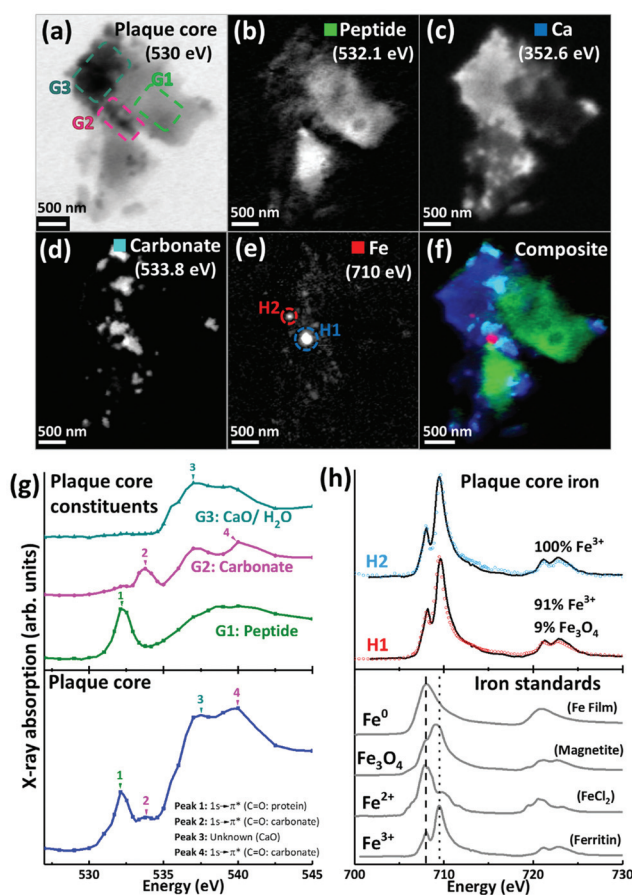 (a) Plaque core
(530 eV)
G3
G1
G2
500 nm
(b) Peptide
(532.1 eV)
500 nm
(c) Ca
(352.6 eV)
500 nm
(d) Carbonate
(533.8 eV)
500 nm
(e) Fe
(710 eV)
H2
H1
500 nm
(f) Composite
500 nm
(g)
Plaque core
constituents
3
G3: CaO/ H₂O
2
4
G2: Carbonate
1
G1: Peptide
Plaque core
1
2
3
4
Peak 1: 1s→π* (C=O: protein)
Peak 2: 1s→π* (C=O: carbonate)
Peak 3: Unknown (CaO)
Peak 4: 1s→π* (C=O: carbonate)
530 535 540 545
Energy (eV)
X-ray absorption (arb. units)
(h)
Plaque core iron
H2
100% Fe³⁺
H1
91% Fe³⁺
9% Fe₃O₄
Iron standards
Fe⁰
(Fe Film)
Fe₃O₄
(Magnetite)
Fe²⁺
(FeCl₂)
Fe³⁺
(Ferritin)
700 710 720 730
Energy (eV)